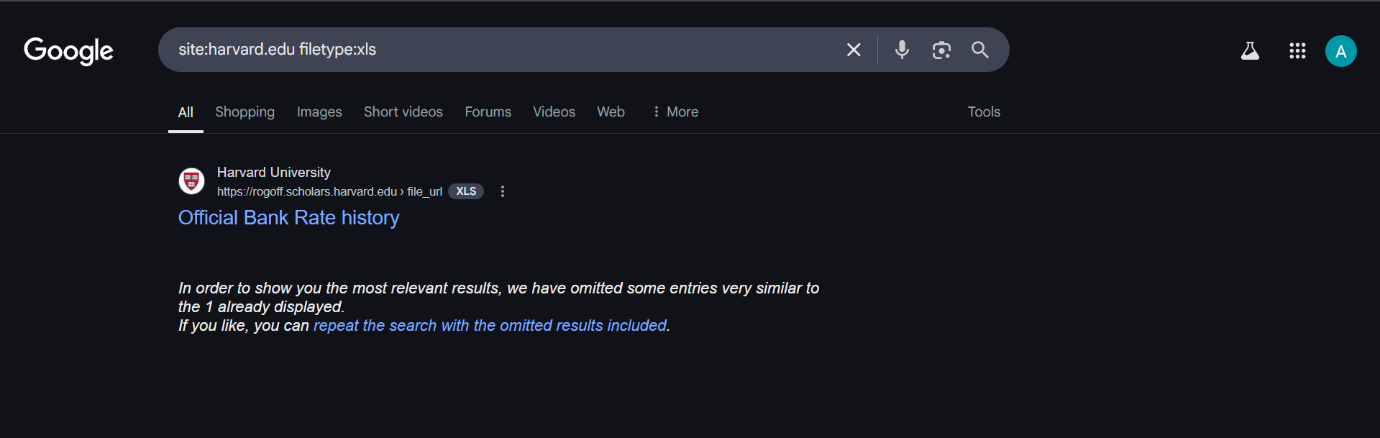 Google
site:harvard.edu filetype:xls
A
All
Shopping
Images
Short videos
Forums
Videos
Web
More
Tools
Harvard University
https://rogoff.scholars.harvard.edu › file_url XLS
Official Bank Rate history
In order to show you the most relevant results, we have omitted some entries very similar to
the 1 already displayed.
If you like, you can repeat the search with the omitted results included.